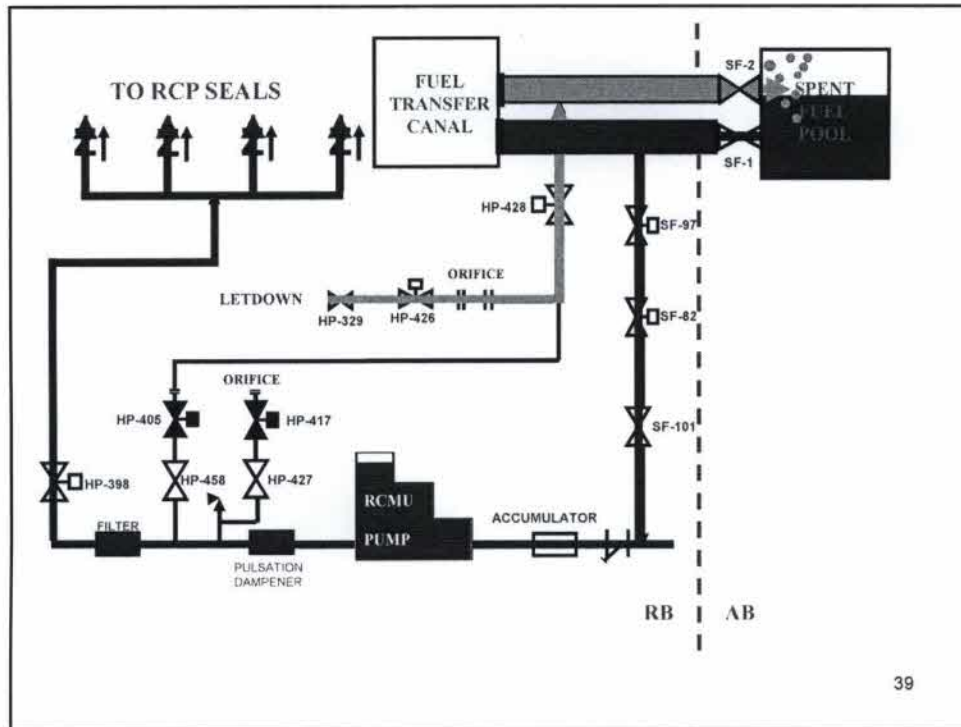 SF-2
FUEL
TRANSFER
CANAL
SPENT
FUEL
POOL
TO RCP SEALS
SF-1
HP-428
SF-97
ORIFICE
LETDOWN
HP-329
HP-426
SF-82
ORIFICE
HP-405
HP-417
SF-101
HP-398
HP-458
HP-427
RCMU
PUMP
ACCUMULATOR
FILTER
PULSATION
DAMPENER
RB
AB
39